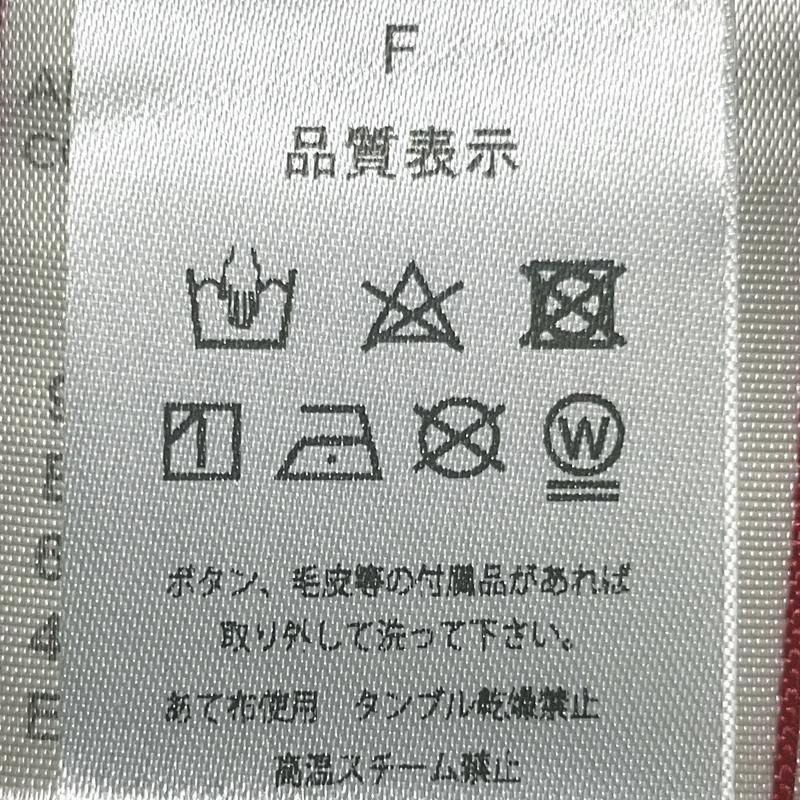 F
品質表示
W
ボタン、毛皮等の付属品があれば
取り外して洗って下さい。
あて布使用　タンブル乾燥禁止
高温スチーム禁止